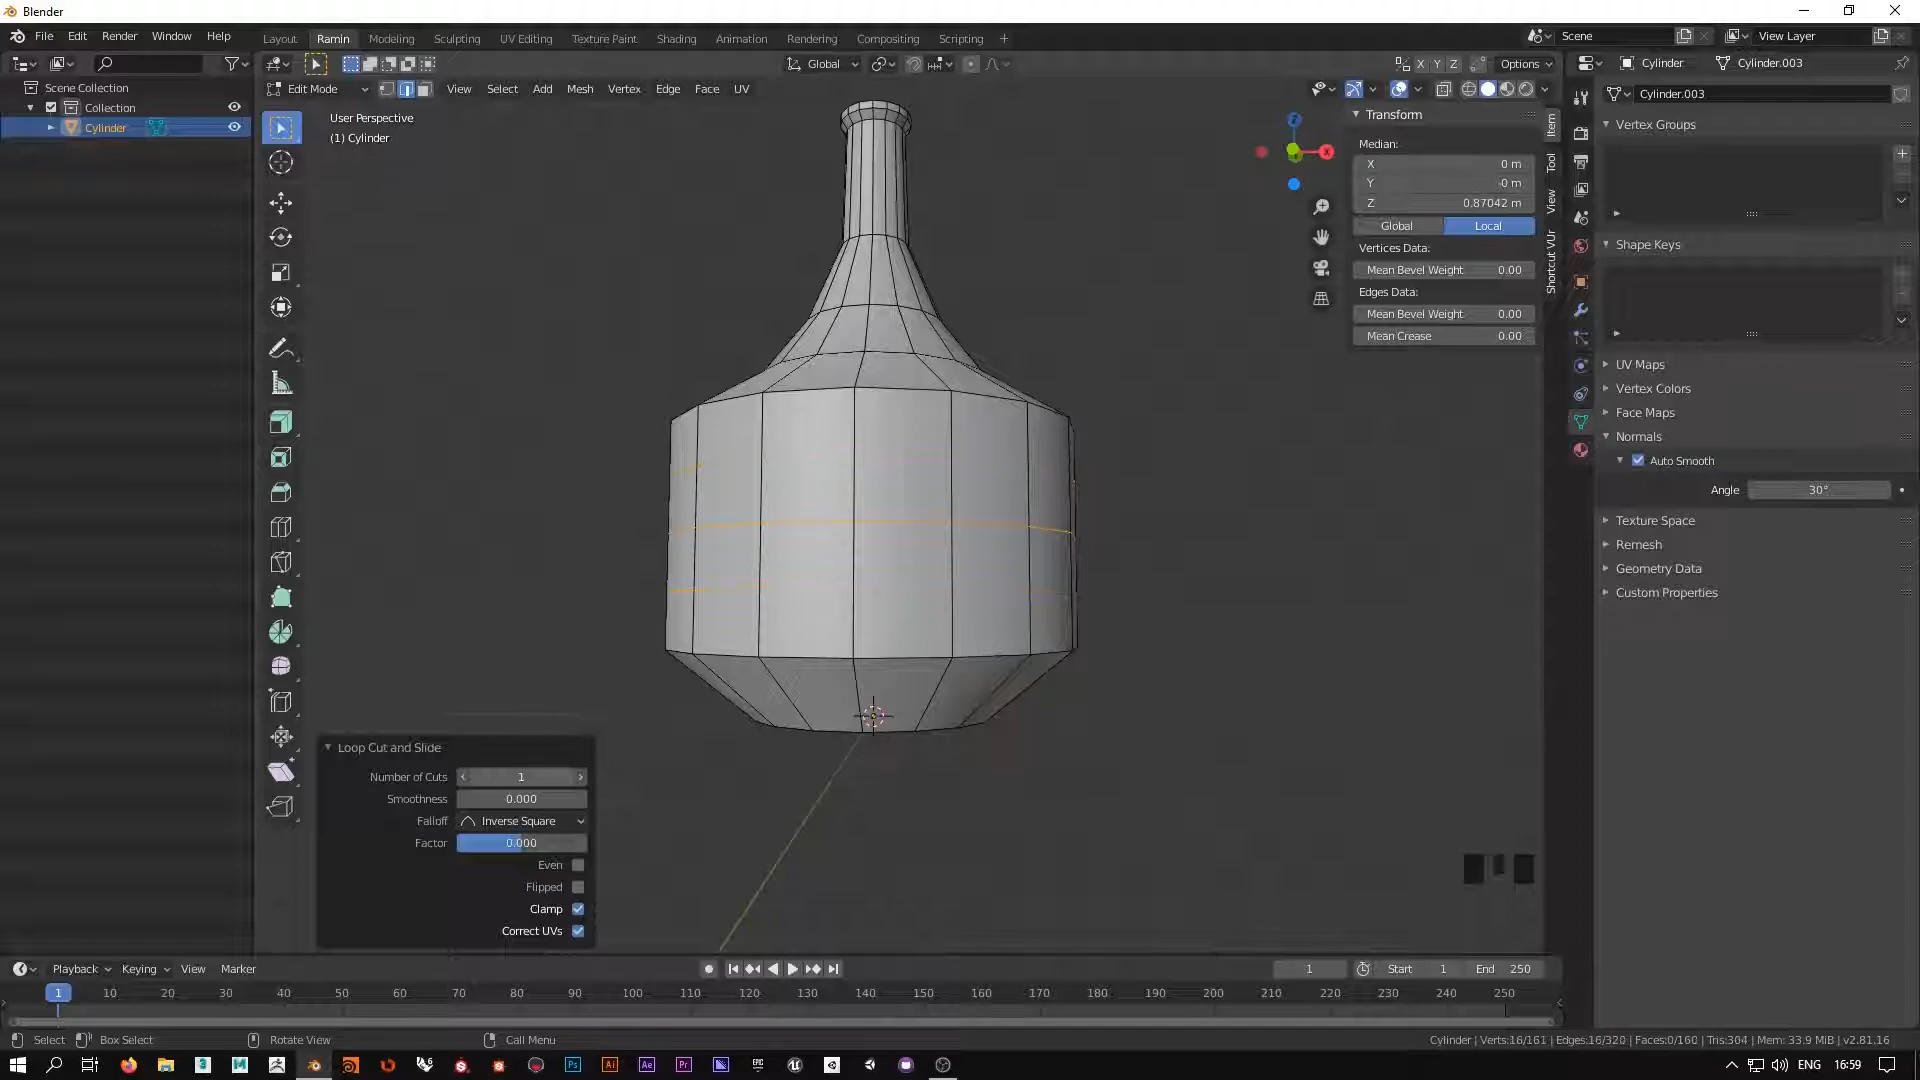 Blender
File Edit Render Window Help
Layout Ramin Modeling Sculpting UV Editing Texture Paint Shading Animation Rendering Compositing Scripting +
Scene
View Layer
Global
X Y Z Options
Cylinder Cylinder.003
Scene Collection
Collection
Cylinder
Edit Mode View Select Add Mesh Vertex Edge Face UV
User Perspective
(1) Cylinder
Z
X
Transform
Median:
X 0 m
Y -0 m
Z 0.87042 m
Global Local
Vertices Data:
Mean Bevel Weight 0.00
Edges Data:
Mean Bevel Weight 0.00
Mean Crease 0.00
Item
Tool
View
Shortcut VUr
Cylinder.003
Vertex Groups
Shape Keys
UV Maps
Vertex Colors
Face Maps
Normals
Auto Smooth
Angle 30°
Texture Space
Remesh
Geometry Data
Custom Properties
Loop Cut and Slide
Number of Cuts 1
Smoothness 0.000
Falloff Inverse Square
Factor 0.000
Even
Flipped
Clamp
Correct UVs
Playback Keying View Marker
1 Start 1 End 250
1 10 20 30 40 50 60 70 80 90 100 110 120 130 140 150 160 170 180 190 200 210 220 230 240 250
Select Box Select Rotate View Call Menu
Cylinder | Verts:16/161 | Edges:16/320 | Faces:0/160 | Tris:304 | Mem: 33.9 MiB | v2.81.16
Ps Ai Ae Pr EPIC
ENG 16:59